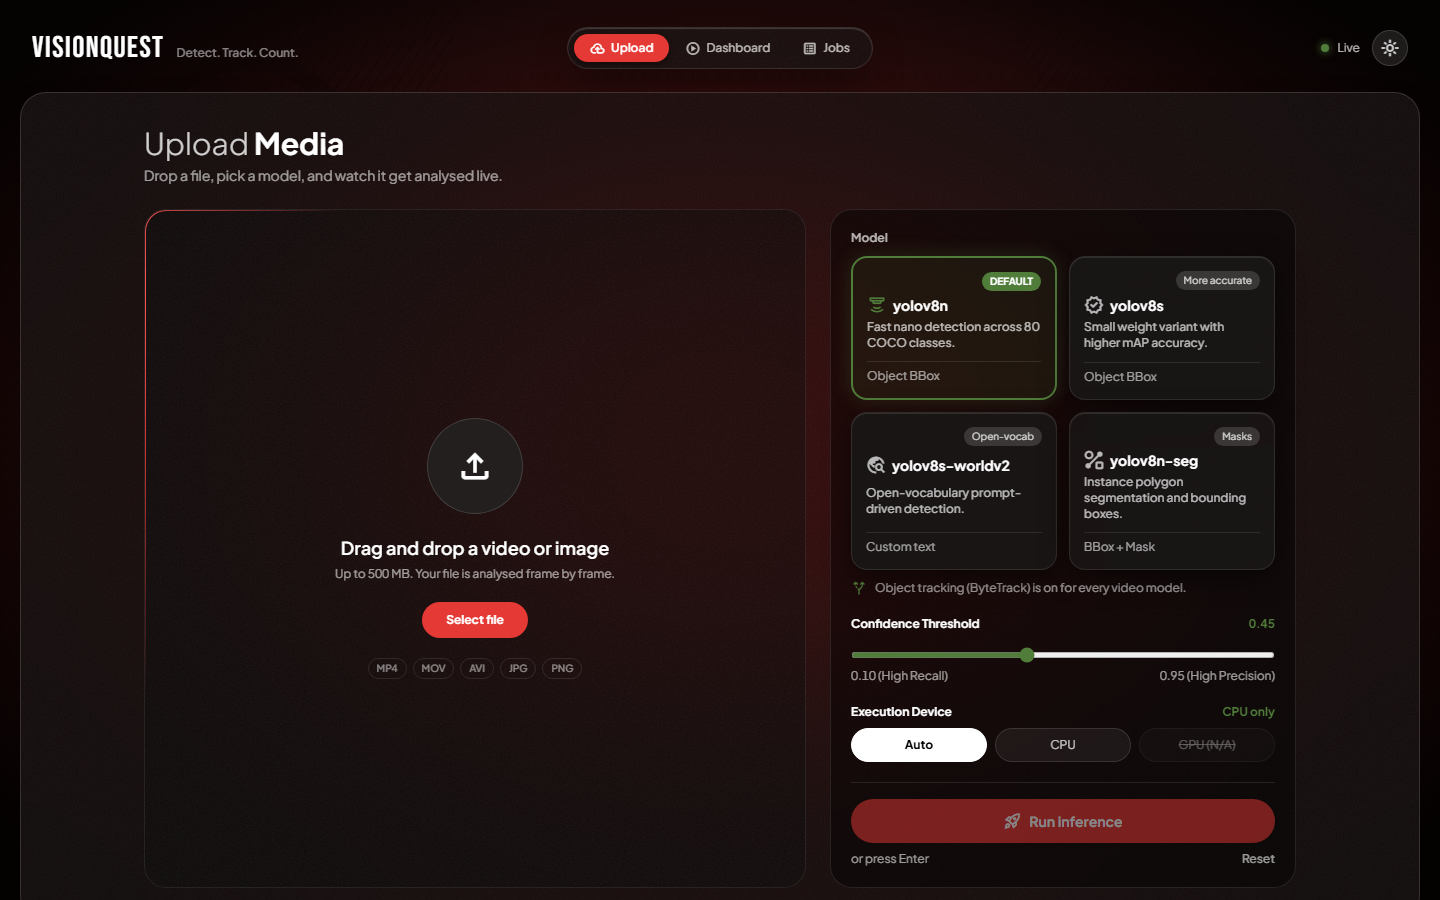 VISIONQUEST
Detect. Track. Count.
Upload
Dashboard
Jobs
Live
Upload Media
Drop a file, pick a model, and watch it get analysed live.
Drag and drop a video or image
Up to 500 MB. Your file is analysed frame by frame.
Select file
MP4
MOV
AVI
JPG
PNG
Model
DEFAULT
yolov8n
Fast nano detection across 80
COCO classes.
Object BBox
More accurate
yolov8s
Small weight variant with
higher mAP accuracy.
Object BBox
Open-vocab
yolov8s-worldv2
Open-vocabulary prompt-
driven detection.
Custom text
Masks
yolov8n-seg
Instance polygon
segmentation and bounding
boxes.
BBox + Mask
Object tracking (ByteTrack) is on for every video model.
Confidence Threshold
0.45
0.10 (High Recall)
0.95 (High Precision)
Execution Device
CPU only
Auto
CPU
GPU (N/A)
Run inference
or press Enter
Reset